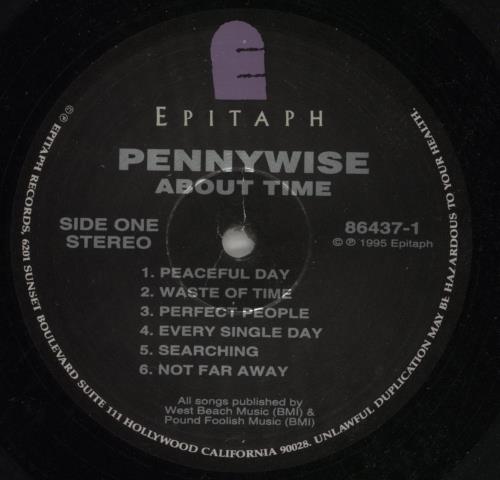 E
EPITAPH
PENNYWISE
ABOUT TIME
SIDE ONE
STEREO
86437-1
© ℗ 1995 Epitaph
1. PEACEFUL DAY
2. WASTE OF TIME
3. PERFECT PEOPLE
4. EVERY SINGLE DAY
5. SEARCHING
6. NOT FAR AWAY
All songs published by
West Beach Music (BMI) &
Pound Foolish Music (BMI)
℗ © EPITAPH RECORDS, 6201 SUNSET BOULEVARD SUITE 111 HOLLYWOOD CALIFORNIA 90028. UNLAWFUL DUPLICATION MAY BE HAZARDOUS TO YOUR HEALTH.